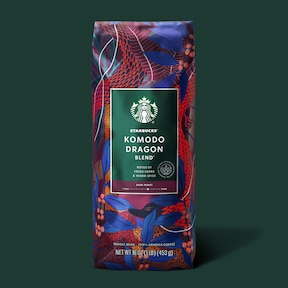 STARBUCKS®
KOMODO
DRAGON
BLEND®
NOTES OF
FRESH HERBS
& WARM SPICE
DARK ROAST
WHOLE BEAN · 100% ARABICA COFFEE
NET WT 16 OZ (1 LB) (453 g)